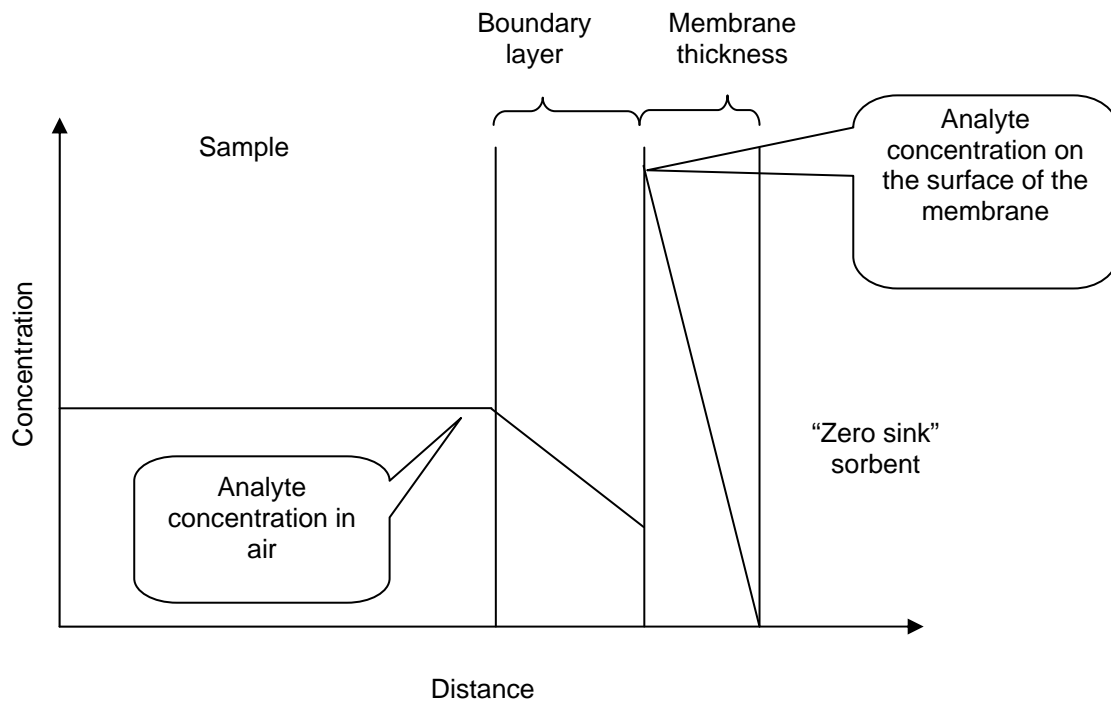 Boundary
layer
Membrane
thickness
Sample
Analyte
concentration on
the surface of the
membrane
Concentration
“Zero sink”
sorbent
Analyte
concentration in
air
Distance